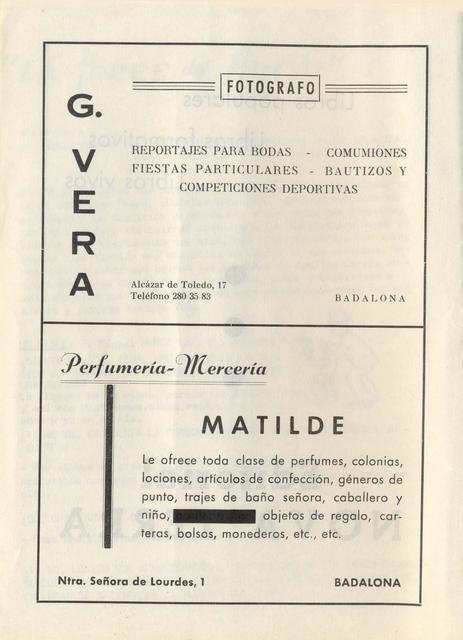 G. VERA
FOTOGRAFO
REPORTAJES PARA BODAS - COMUMIONES
FIESTAS PARTICULARES - BAUTIZOS Y
COMPETICIONES DEPORTIVAS
Alcázar de Toledo, 17
Teléfono 280 35 83
BADALONA
Perfumería-Mercería
MATILDE
Le ofrece toda clase de perfumes, colonias,
lociones, artículos de confección, géneros de
punto, trajes de baño señora, caballero y
niño, objetos de regalo, car-
teras, bolsos, monederos, etc., etc.
Ntra. Señora de Lourdes, 1
BADALONA